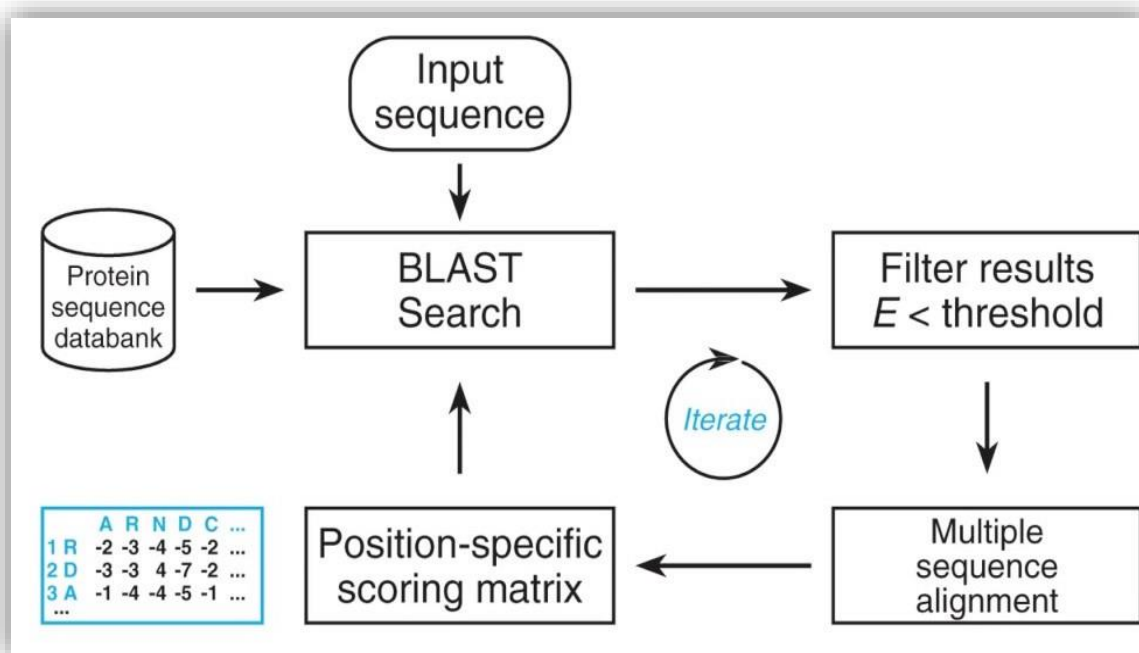 Input
sequence
Protein
sequence
databank
BLAST
Search
Filter results
E < threshold
Iterate
A R N D C ...
1 R -2 -3 -4 -5 -2 ...
2 D -3 -3 4 -7 -2 ...
3 A -1 -4 -4 -5 -1 ...
...
Position-specific
scoring matrix
Multiple
sequence
alignment